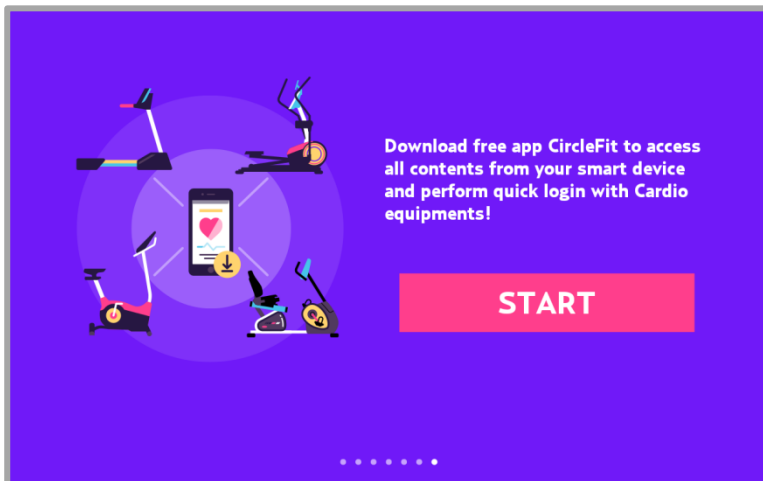 Download free app CircleFit to access
all contents from your smart device
and perform quick login with Cardio
equipments!
START